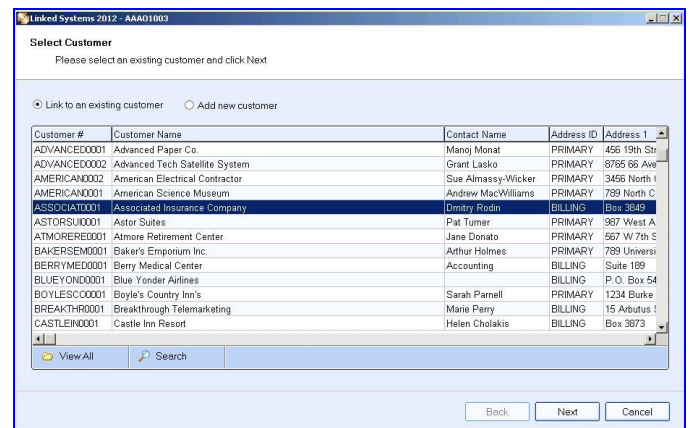 Linked Systems 2012 - AAAO1003
Select Customer
Please select an existing customer and click Next
Link to an existing customer Add new customer
Customer # Customer Name Contact Name Address ID Address 1
ADVANCED0001 Advanced Paper Co. Manoj Monat PRIMARY 456 19th Str
ADVANCED0002 Advanced Tech Satellite System Grant Lasko PRIMARY 8765 66 Ave
AMERICAN0002 American Electrical Contractor Sue Almassy-Wicker PRIMARY 3456 North
AMERICAN0001 American Science Museum Andrew MacWilliams PRIMARY 789 North C
ASSOCIAT0001 Associated Insurance Company Dmitry Rodin BILLING Box 3849
ASTORSUI0001 Astor Suites Pat Turner PRIMARY 987 West A
ATMORERE0001 Atmore Retirement Center Jane Donato PRIMARY 567 W 7th S
BAKERSEM0001 Baker's Emporium Inc. Arthur Holmes PRIMARY 789 Universi
BERRYMED0001 Berry Medical Center Accounting BILLING Suite 189
BLUEYOND0001 Blue Yonder Airlines BILLING P.O. Box 54
BOYLESCO0001 Boyle's Country Inn's Sarah Parnell PRIMARY 1234 Burke
BREAKTHR0001 Breakthrough Telemarketing Marie Perry BILLING 15 Arbutus S
CASTLEIN0001 Castle Inn Resort Helen Cholakis BILLING Box 3873
View All Search
Back Next Cancel